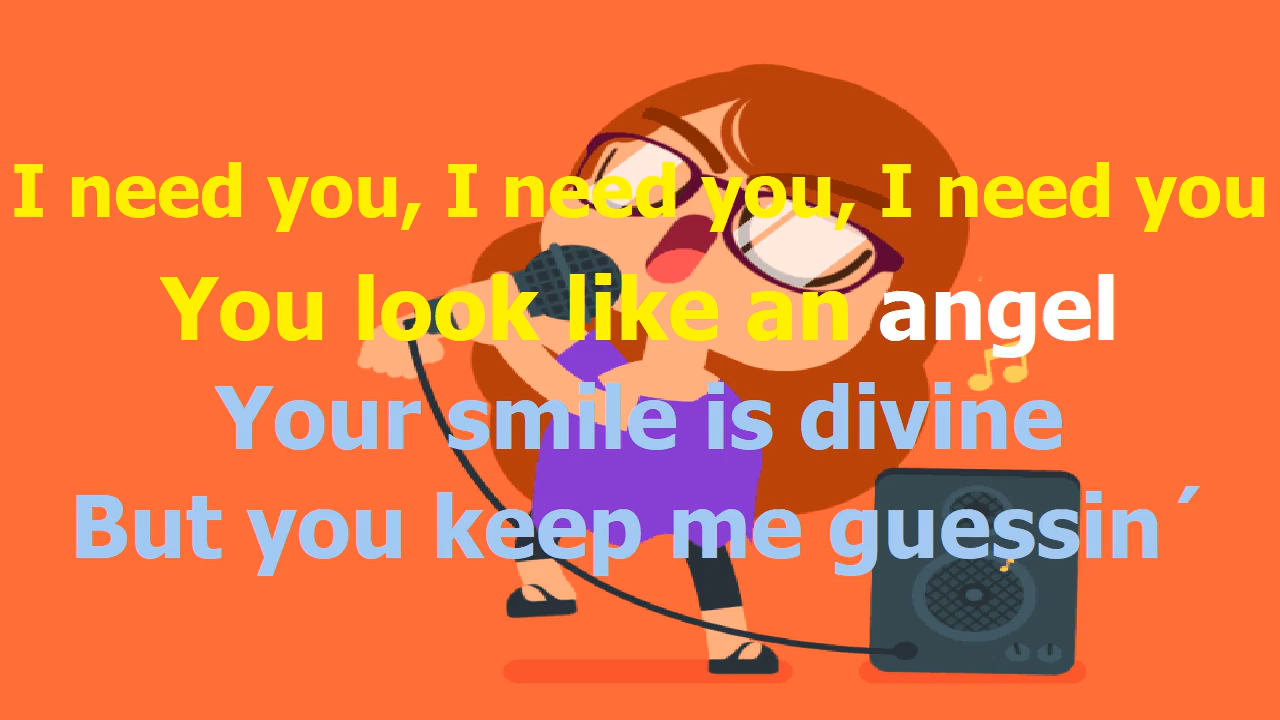 I need you, I need you, I need you
You look like an angel
Your smile is divine
But you keep me guessin´